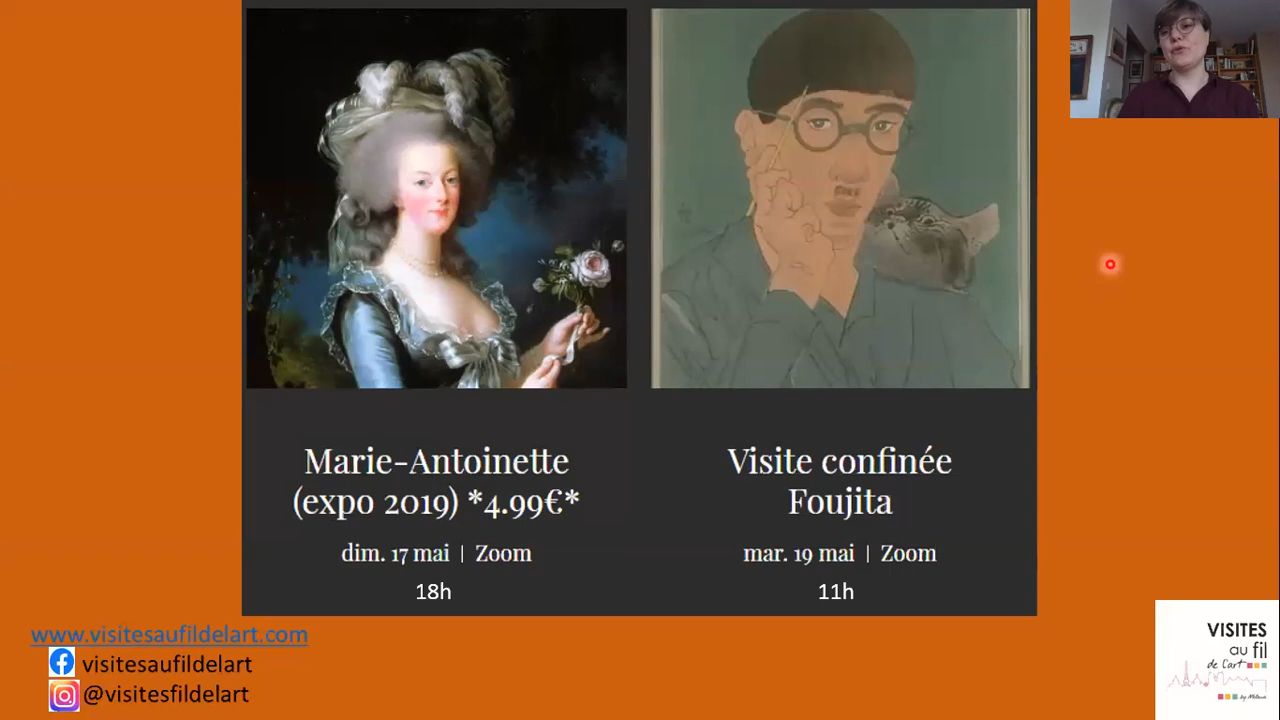 Marie-Antoinette
(expo 2019) *4.99€*
dim. 17 mai | Zoom
18h
Visite confinée
Foujita
mar. 19 mai | Zoom
11h
www.visitesaufildelart.com
visitesaufildelart
@visitesfildelart
VISITES
au fil
de l'art